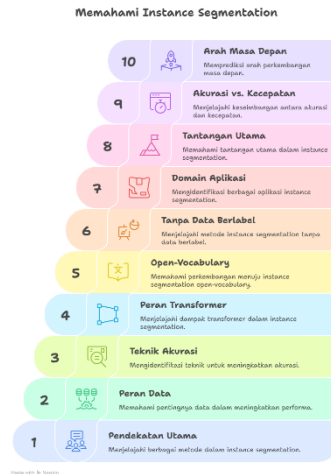 Memahami Instance Segmentation
10
Arah Masa Depan
Memprediksi arah perkembangan
masa depan.
9
Akurasi vs. Kecepatan
Menjelajahi keseimbangan antara akurasi
dan kecepatan.
8
Tantangan Utama
Memahami tantangan utama dalam instance
segmentation.
7
Domain Aplikasi
Mengidentifikasi berbagai aplikasi instance
segmentation.
6
Tanpa Data Berlabel
Menjelajahi metode instance segmentation tanpa
data berlabel.
5
Open-Vocabulary
Memahami perkembangan menuju instance
segmentation open-vocabulary.
4
Peran Transformer
Menjelajahi dampak transformer dalam instance
segmentation.
3
Teknik Akurasi
Mengidentifikasi teknik untuk meningkatkan akurasi.
2
Peran Data
Memahami pentingnya data dalam meningkatkan performa.
1
Pendekatan Utama
Menjelajahi berbagai metode dalam instance segmentation.
Made with Napkin